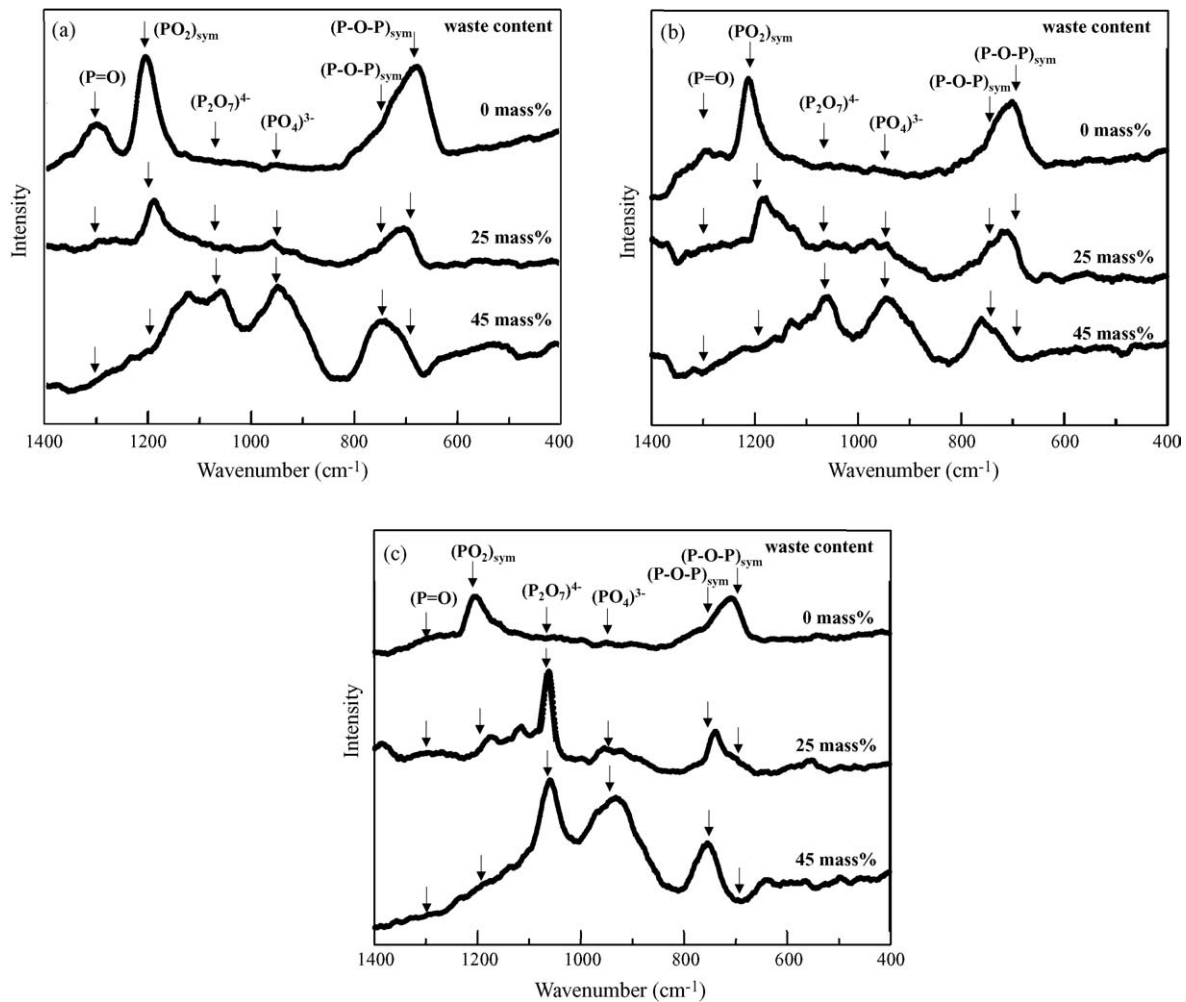 (a)
waste content
(PO2)sym
(P-O-P)sym
(P=O)
(P-O-P)sym
(P2O7)4-
(PO4)3-
0 mass%
25 mass%
45 mass%
Intensity
1400 1200 1000 800 600 400
Wavenumber (cm-1)
(b)
waste content
(PO2)sym
(P-O-P)sym
(P=O)
(P-O-P)sym
(P2O7)4-
(PO4)3-
0 mass%
25 mass%
45 mass%
Intensity
1400 1200 1000 800 600 400
Wavenumber (cm-1)
(c)
waste content
(PO2)sym
(P-O-P)sym
(P=O)
(P2O7)4-
(PO4)3-
(P-O-P)sym
0 mass%
25 mass%
45 mass%
Intensity
1400 1200 1000 800 600 400
Wavenumber (cm-1)